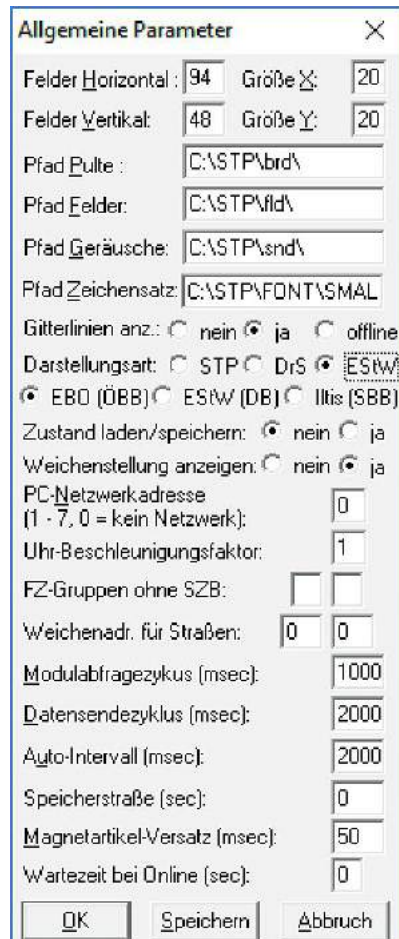 Allgemeine Parameter
Felder Horizontal : 94 Größe X: 20
Felder Vertikal: 48 Größe Y: 20
Pfad Pulte : C:\STP\brd\
Pfad Felder: C:\STP\fld\
Pfad Geräusche: C:\STP\snd\
Pfad Zeichensatz: C:\STP\FONT\SMAL
Gitterlinien anz.: nein ja offline
Darstellungsart: STP DrS EStW
EBO (ÖBB) EStW (DB) Iltis (SBB)
Zustand laden/speichern: nein ja
Weichenstellung anzeigen: nein ja
PC-Netzwerkadresse
(1 - 7, 0 = kein Netzwerk): 0
Uhr-Beschleunigungsfaktor: 1
FZ-Gruppen ohne SZB:
Weichenadr. für Straßen: 0 0
Modulabfragezykus (msec): 1000
Datensendezyklus (msec): 2000
Auto-Intervall (msec): 2000
Speicherstraße (sec): 0
Magnetartikel-Versatz (msec): 50
Wartezeit bei Online (sec): 0
OK Speichern Abbruch